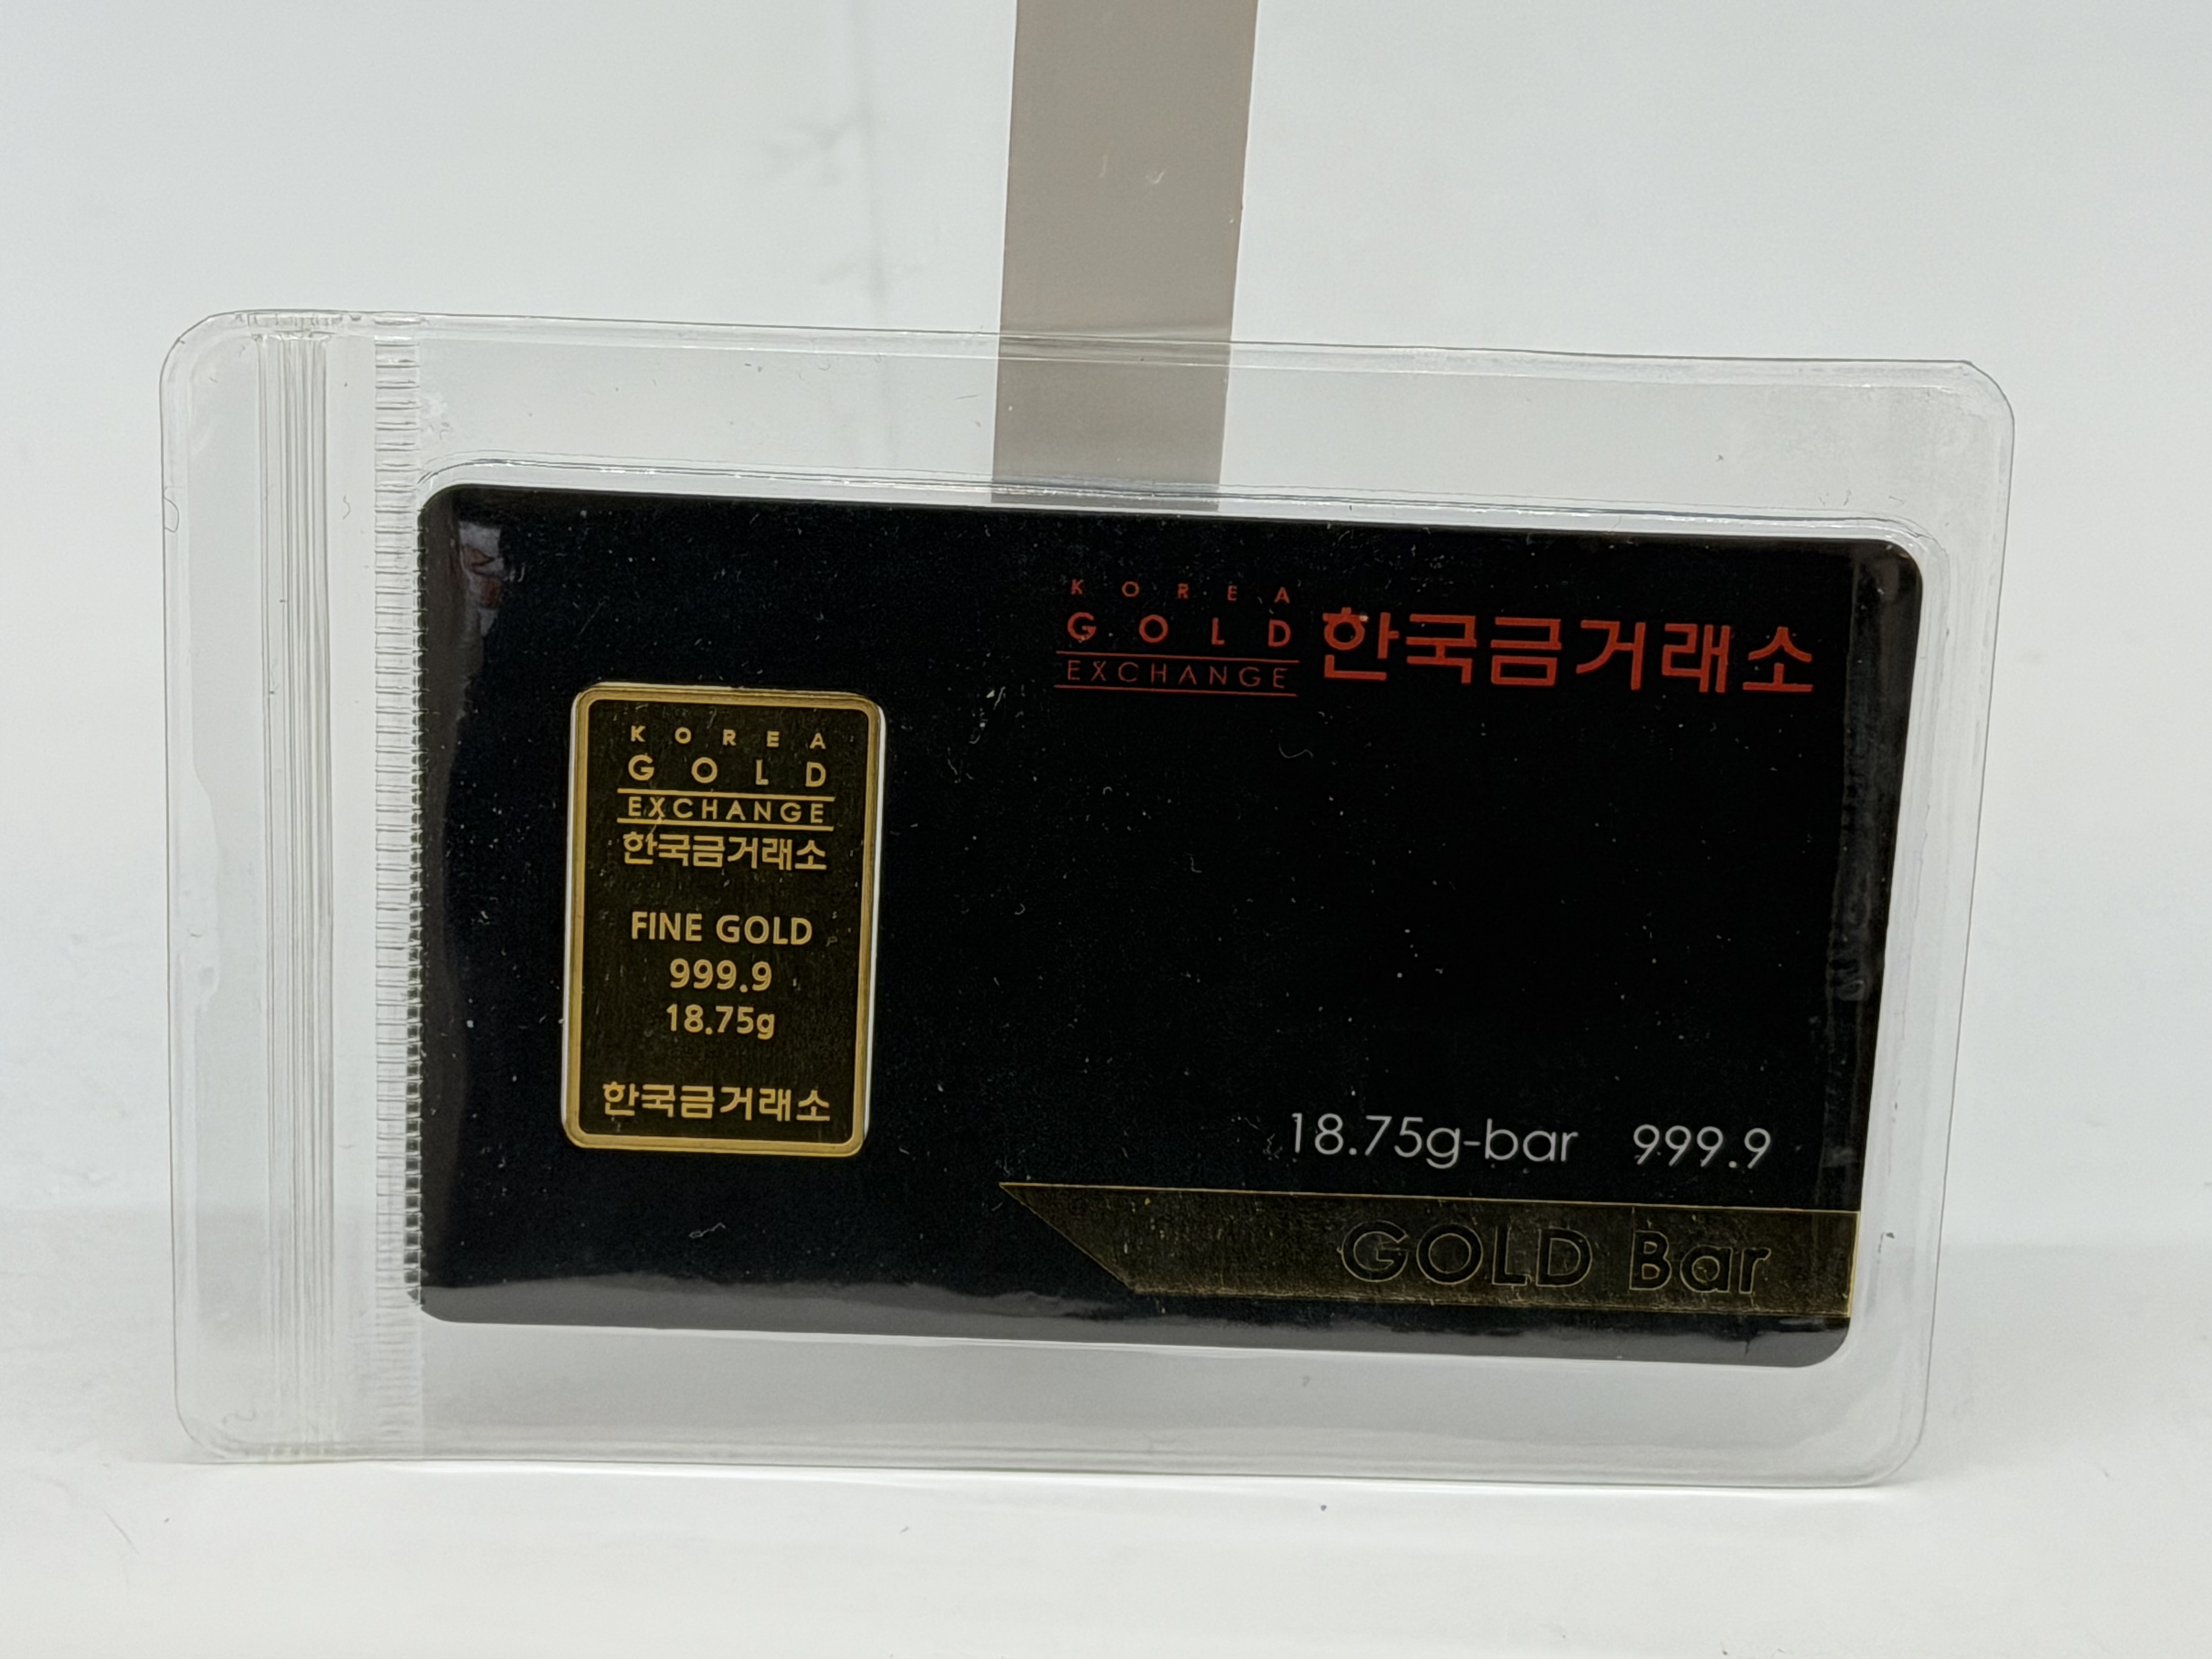 KOREA
GOLD
EXCHANGE
한국금거래소
KOREA
GOLD
EXCHANGE
한국금거래소
FINE GOLD
999.9
18.75g
한국금거래소
18.75g-bar 999.9
GOLD Bar